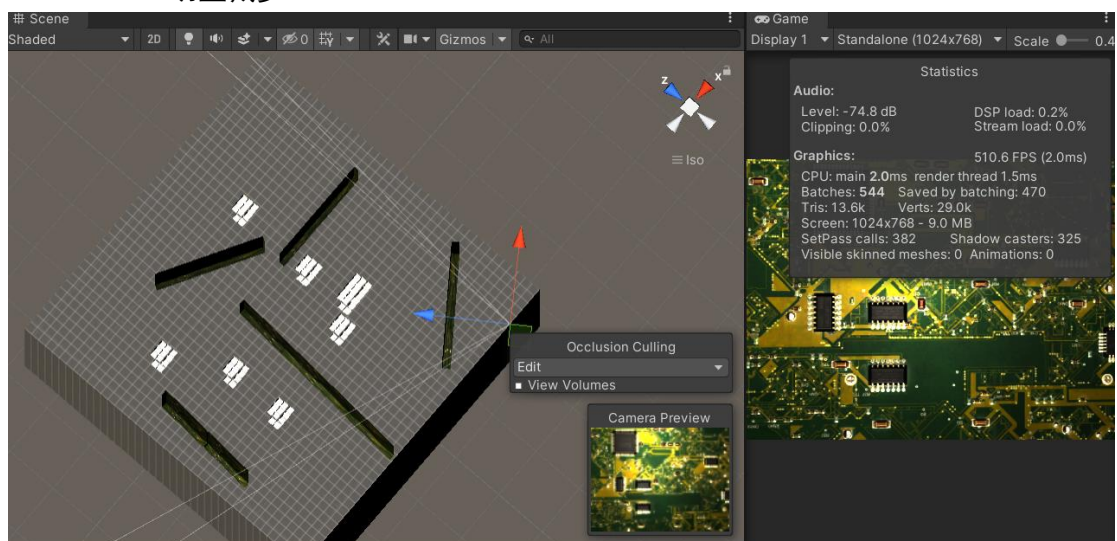 # Scene
Shaded 2D 0 Gizmos All
z x
Iso
Occlusion Culling
Edit
View Volumes
Camera Preview
Game
Display 1 Standalone (1024x768) Scale 0.4
Statistics
Audio:
Level: -74.8 dB DSP load: 0.2%
Clipping: 0.0% Stream load: 0.0%
Graphics: 510.6 FPS (2.0ms)
CPU: main 2.0ms render thread 1.5ms
Batches: 544 Saved by batching: 470
Tris: 13.6k Verts: 29.0k
Screen: 1024x768 - 9.0 MB
SetPass calls: 382 Shadow casters: 325
Visible skinned meshes: 0 Animations: 0